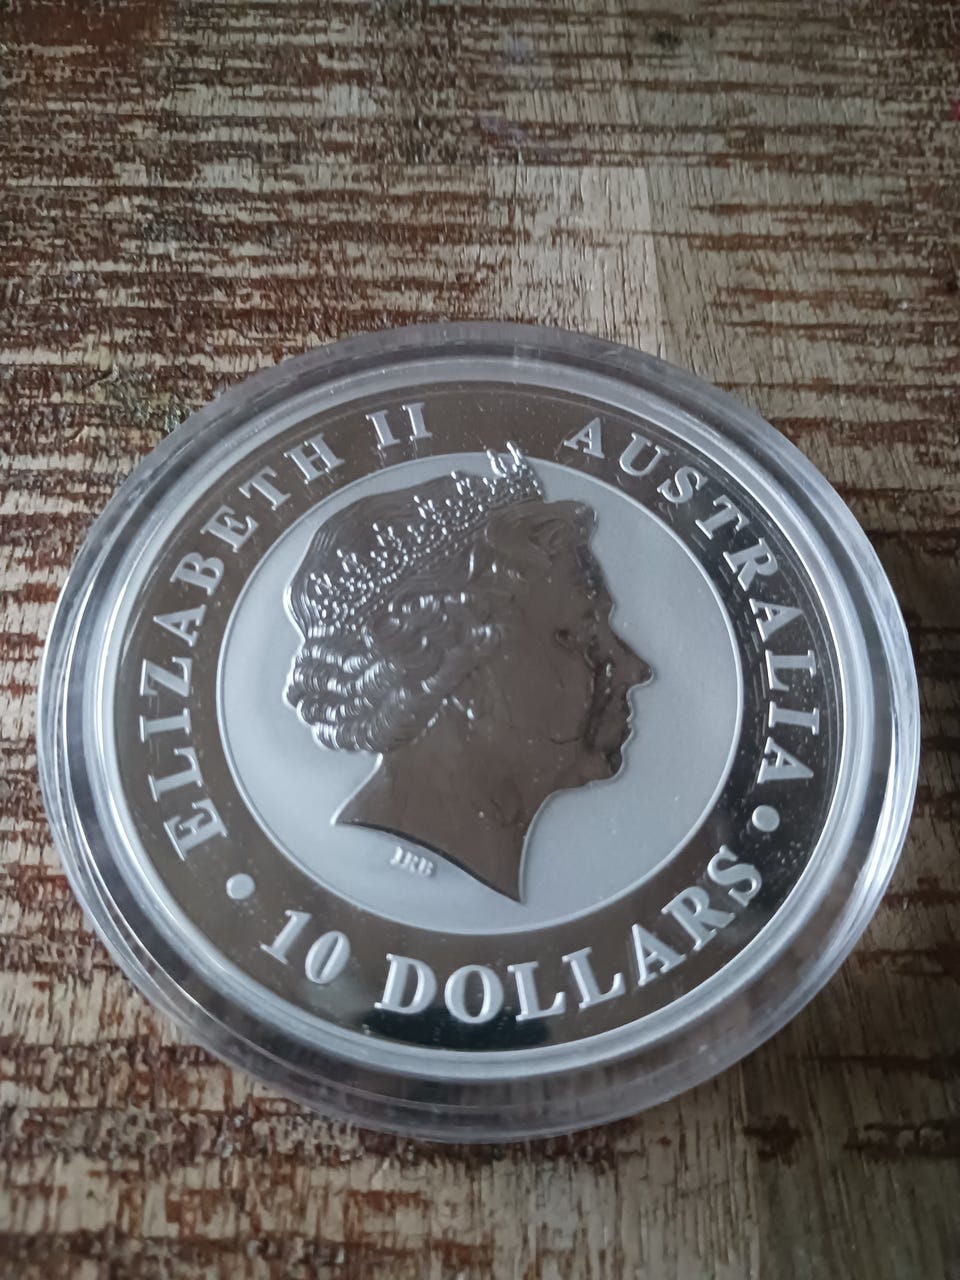 ELIZABETH II
AUSTRALIA
• 10 DOLLARS •
IRB